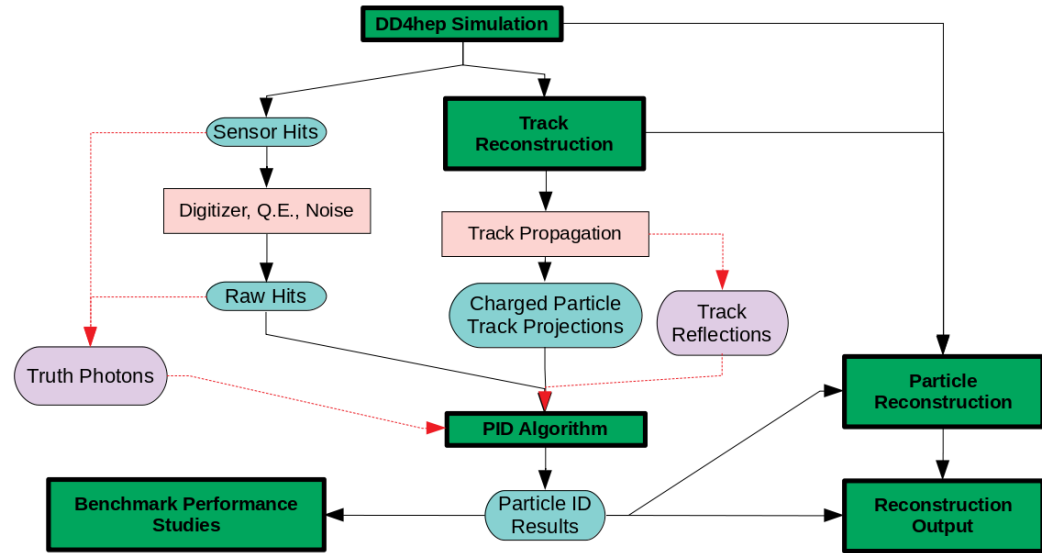 DD4hep Simulation
Sensor Hits
Track
Reconstruction
Digitizer, Q.E., Noise
Track Propagation
Raw Hits
Charged Particle
Track Projections
Track
Reflections
Truth Photons
Particle
Reconstruction
PID Algorithm
Benchmark Performance
Studies
Particle ID
Results
Reconstruction
Output